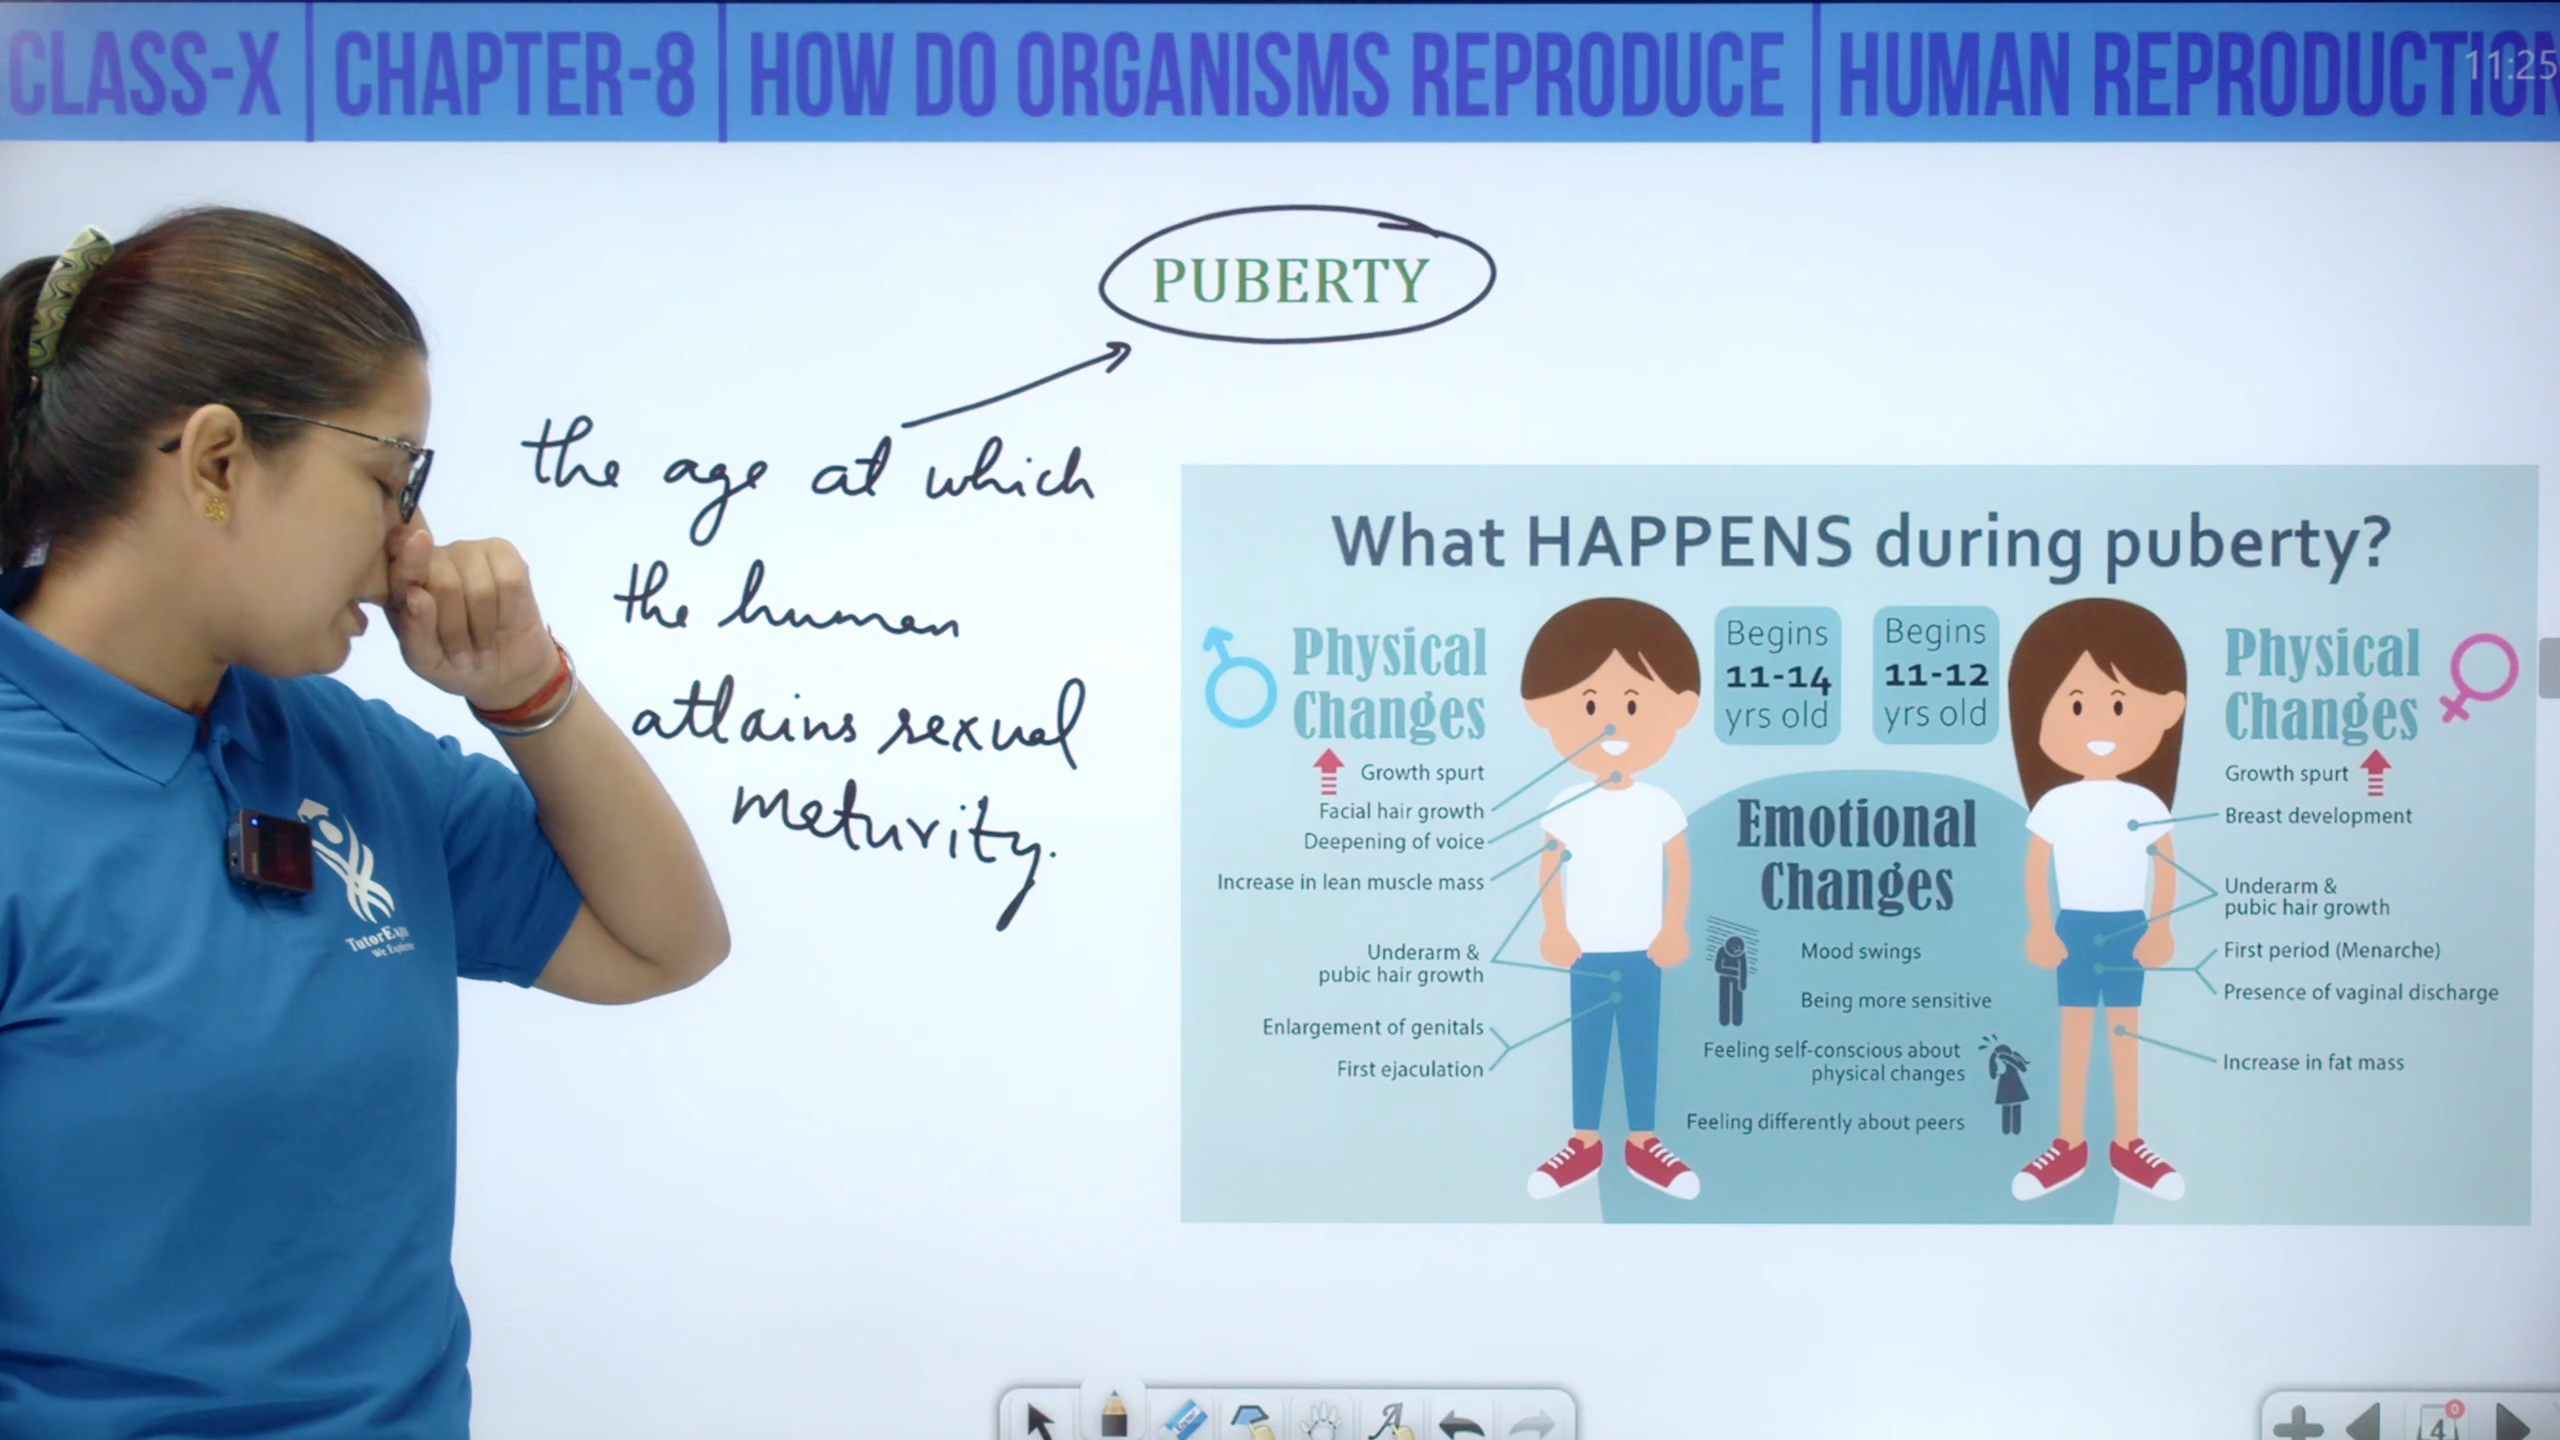 CLASS-X | CHAPTER-8 | HOW DO ORGANISMS REPRODUCE | HUMAN REPRODUCTION
11:25
PUBERTY
the age at which
the human
attains sexual
meturity.
What HAPPENS during puberty?
Physical
Changes
Growth spurt
Facial hair growth
Deepening of voice
Increase in lean muscle mass
Underarm &
pubic hair growth
Enlargement of genitals
First ejaculation
Begins
11-14
yrs old
Begins
11-12
yrs old
Emotional
Changes
Mood swings
Being more sensitive
Feeling self-conscious about
physical changes
Feeling differently about peers
Physical
Changes
Growth spurt
Breast development
Underarm &
pubic hair growth
First period (Menarche)
Presence of vaginal discharge
Increase in fat mass
We
4
0